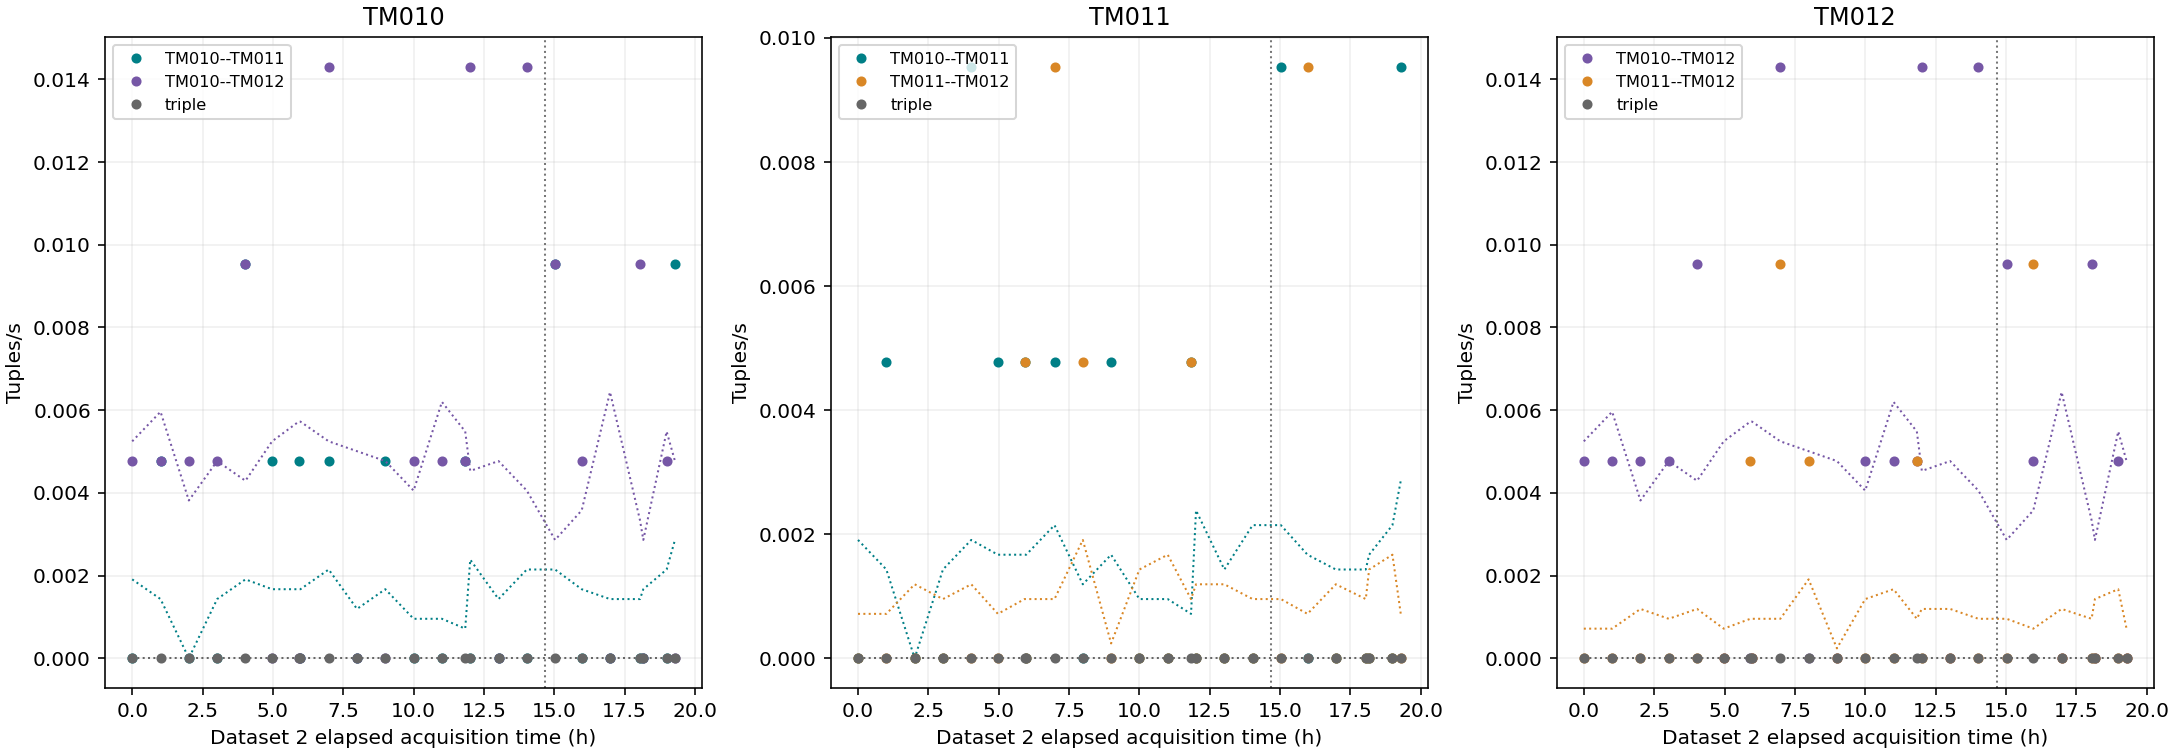 TM010
TM010--TM011
TM010--TM012
triple
0.014
0.012
0.010
0.008
0.006
0.004
0.002
0.000
Tuples/s
0.0 2.5 5.0 7.5 10.0 12.5 15.0 17.5 20.0
Dataset 2 elapsed acquisition time (h)
TM011
TM010--TM011
TM011--TM012
triple
0.010
0.008
0.006
0.004
0.002
0.000
Tuples/s
0.0 2.5 5.0 7.5 10.0 12.5 15.0 17.5 20.0
Dataset 2 elapsed acquisition time (h)
TM012
TM010--TM012
TM011--TM012
triple
0.014
0.012
0.010
0.008
0.006
0.004
0.002
0.000
Tuples/s
0.0 2.5 5.0 7.5 10.0 12.5 15.0 17.5 20.0
Dataset 2 elapsed acquisition time (h)